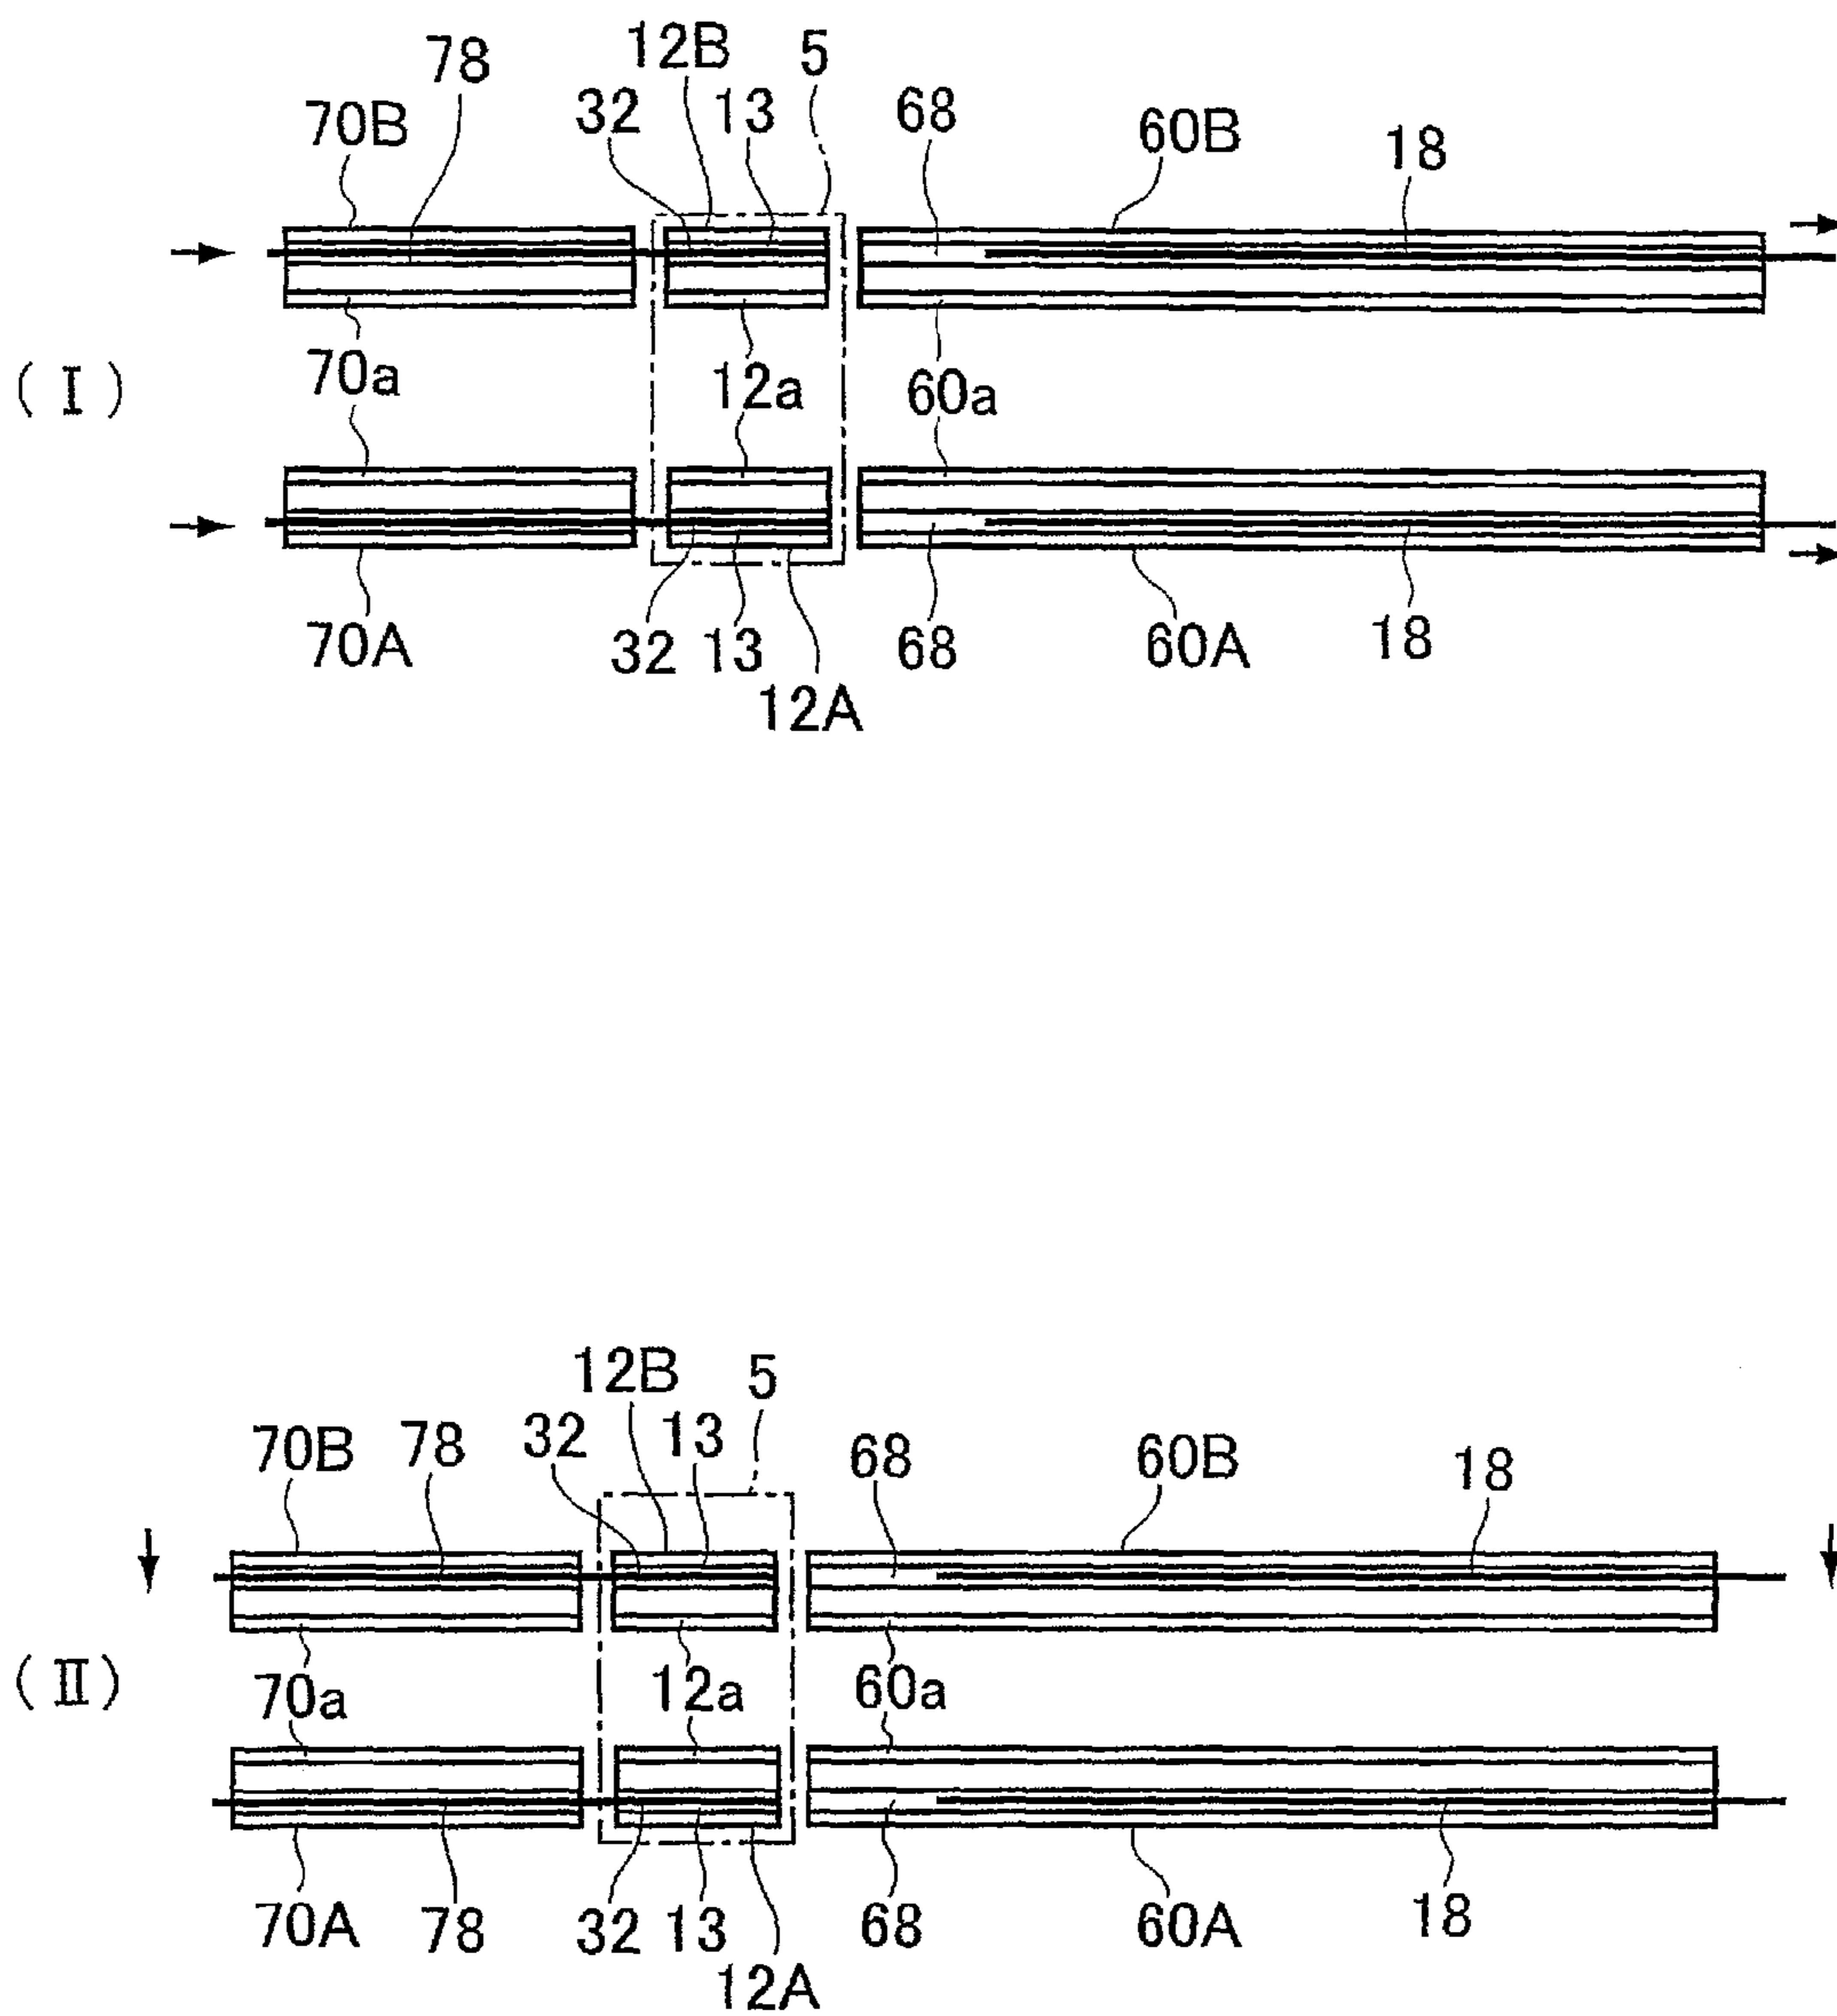 12B 5
78
70B 32 13 68 60B 18
(I) 70a 12a 60a
70A 32 13 68 60A 18
12A
12B 5
70B 78 32 13 68 60B 18
(II) 70a 12a 60a
70A 78 32 13 68 60A 18
12A